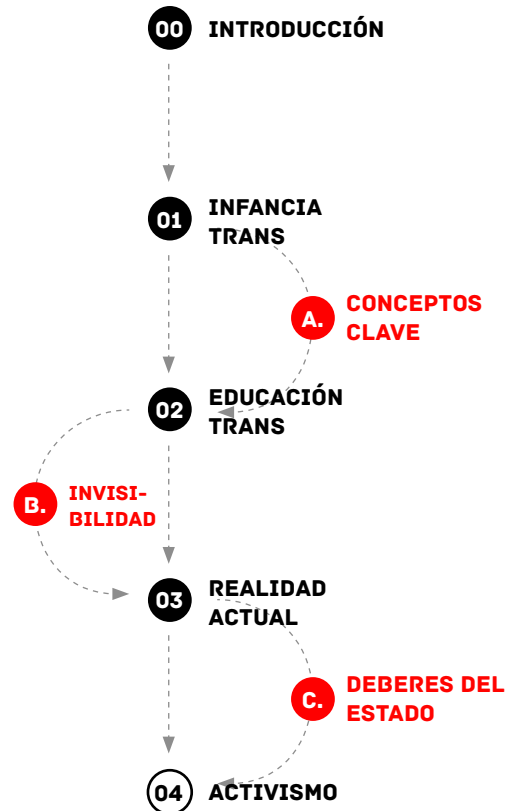 00 INTRODUCCIÓN
01 INFANCIA
TRANS
A. CONCEPTOS
CLAVE
02 EDUCACIÓN
TRANS
B. INVISI-
BILIDAD
03 REALIDAD
ACTUAL
C. DEBERES DEL
ESTADO
04 ACTIVISMO